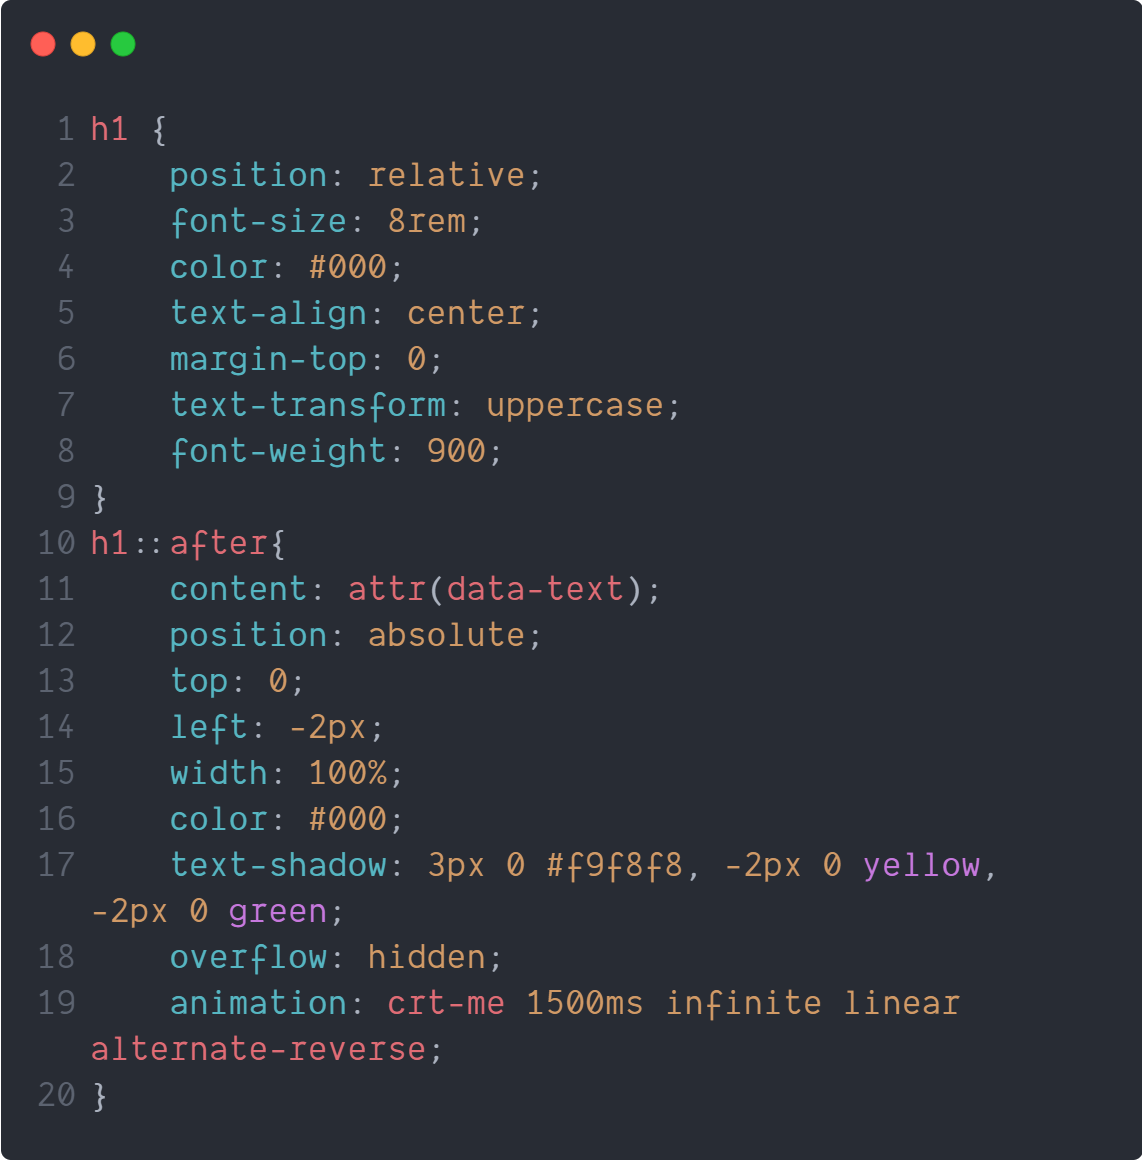 1 h1 {
2     position: relative;
3     font-size: 8rem;
4     color: #000;
5     text-align: center;
6     margin-top: 0;
7     text-transform: uppercase;
8     font-weight: 900;
9 }
10 h1::after{
11     content: attr(data-text);
12     position: absolute;
13     top: 0;
14     left: -2px;
15     width: 100%;
16     color: #000;
17     text-shadow: 3px 0 #f9f8f8, -2px 0 yellow,
-2px 0 green;
18     overflow: hidden;
19     animation: crt-me 1500ms infinite linear
alternate-reverse;
20 }